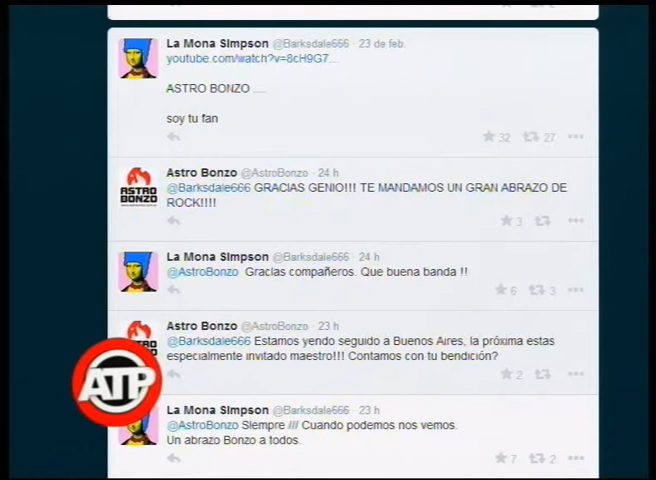 La Mona SImpson @Barksdale666 · 23 de feb.
youtube.com/watch?v=8cH9G7...
ASTRO BONZO ....
soy tu fan
32 27
Astro Bonzo @AstroBonzo · 24 h
@Barksdale666 GRACIAS GENIO!!! TE MANDAMOS UN GRAN ABRAZO DE
ROCK!!!!
ASTRO
BONZO
3
La Mona SImpson @Barksdale666 · 24 h
@AstroBonzo Gracias compañeros. Que buena banda !!
6 3
Astro Bonzo @AstroBonzo · 23 h
@Barksdale666 Estamos yendo seguido a Buenos Aires, la próxima estas
especialmente invitado maestro!!! Contamos con tu bendición?
2
ATP
La Mona SImpson @Barksdale666 · 23 h
@AstroBonzo SIempre /// Cuando podemos nos vemos.
Un abrazo Bonzo a todos.
7 2